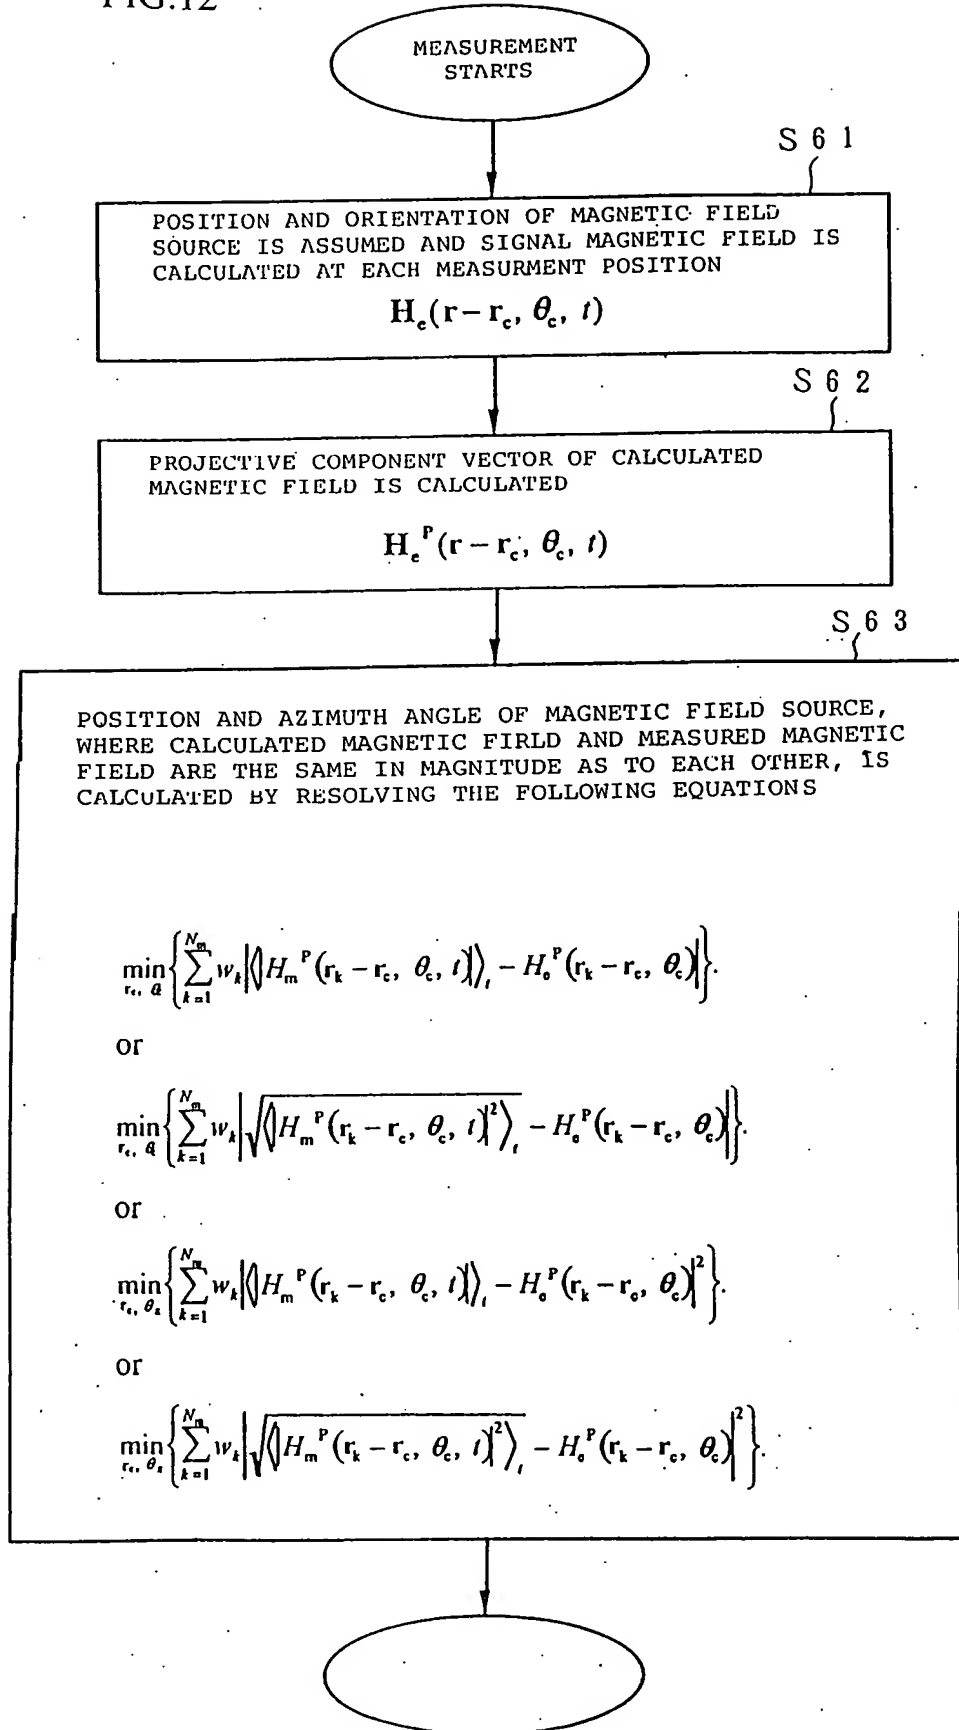 FIG.12
MEASUREMENT
STARTS
S 6 1
POSITION AND ORIENTATION OF MAGNETIC FIELD
SOURCE IS ASSUMED AND SIGNAL MAGNETIC FIELD IS
CALCULATED AT EACH MEASURMENT POSITION
H_c(r − r_c, θ_c, t)
S 6 2
PROJECTIVE COMPONENT VECTOR OF CALCULATED
MAGNETIC FIELD IS CALCULATED
H_c^P(r − r_c, θ_c, t)
S 6 3
POSITION AND AZIMUTH ANGLE OF MAGNETIC FIELD SOURCE,
WHERE CALCULATED MAGNETIC FIRLD AND MEASURED MAGNETIC
FIELD ARE THE SAME IN MAGNITUDE AS TO EACH OTHER, IS
CALCULATED BY RESOLVING THE FOLLOWING EQUATIONS
min_{r_c, θ_c} {∑_{k=1}^{N_m} w_k |⟨|H_m^P(r_k − r_c, θ_c, t)|⟩_t − H_c^P(r_k − r_c, θ_c)|}.
or
min_{r_c, θ_c} {∑_{k=1}^{N_m} w_k |√⟨|H_m^P(r_k − r_c, θ_c, t)|^2⟩_t − H_c^P(r_k − r_c, θ_c)|}.
or
min_{r_c, θ_c} {∑_{k=1}^{N_m} w_k |⟨|H_m^P(r_k − r_c, θ_c, t)|⟩_t − H_c^P(r_k − r_c, θ_c)|^2}.
or
min_{r_c, θ_c} {∑_{k=1}^{N_m} w_k |√⟨|H_m^P(r_k − r_c, θ_c, t)|^2⟩_t − H_c^P(r_k − r_c, θ_c)|^2}.